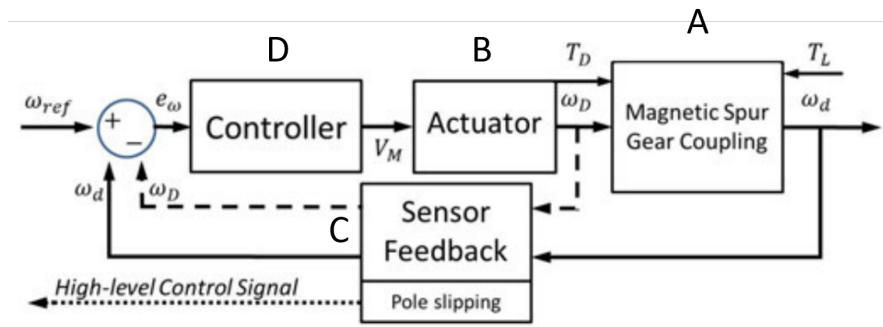 A
D
B
T_D
T_L
ω_ref
+
−
e_ω
Controller
V_M
Actuator
ω_D
Magnetic Spur
Gear Coupling
ω_d
ω_d
ω_D
C
Sensor
Feedback
High-level Control Signal
Pole slipping